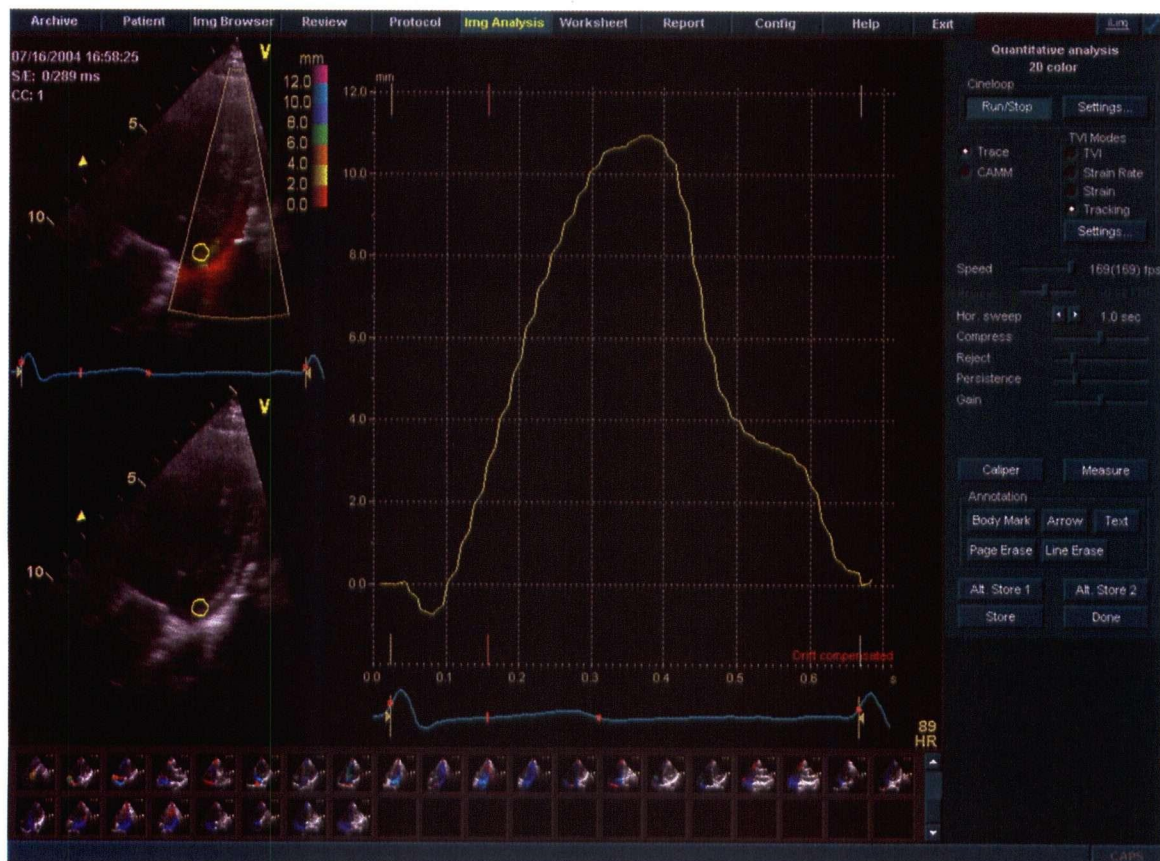 Archive Patient Img Browser Review Protocol Img Analysis Worksheet Report Config Help Exit iLinq
07/16/2004 16:58:25
S/E: 0/289 ms
CC: 1
V
5
10
mm
12.0
10.0
8.0
6.0
4.0
2.0
0.0
V
5
10
mm
12.0
10.0
8.0
6.0
4.0
2.0
0.0
Drift compensated
0.0 0.1 0.2 0.3 0.4 0.5 0.6 s
89
HR
Quantitative analysis
2D color
Cineloop
Run/Stop Settings...
TVI Modes
Trace TVI
CAMM Strain Rate
Strain
Tracking
Settings...
Speed 169(169) fps
Hor. sweep 1.0 sec
Compress
Reject
Persistence
Gain
Caliper Measure
Annotation
Body Mark Arrow Text
Page Erase Line Erase
Alt. Store 1 Alt. Store 2
Store Done
CAPS